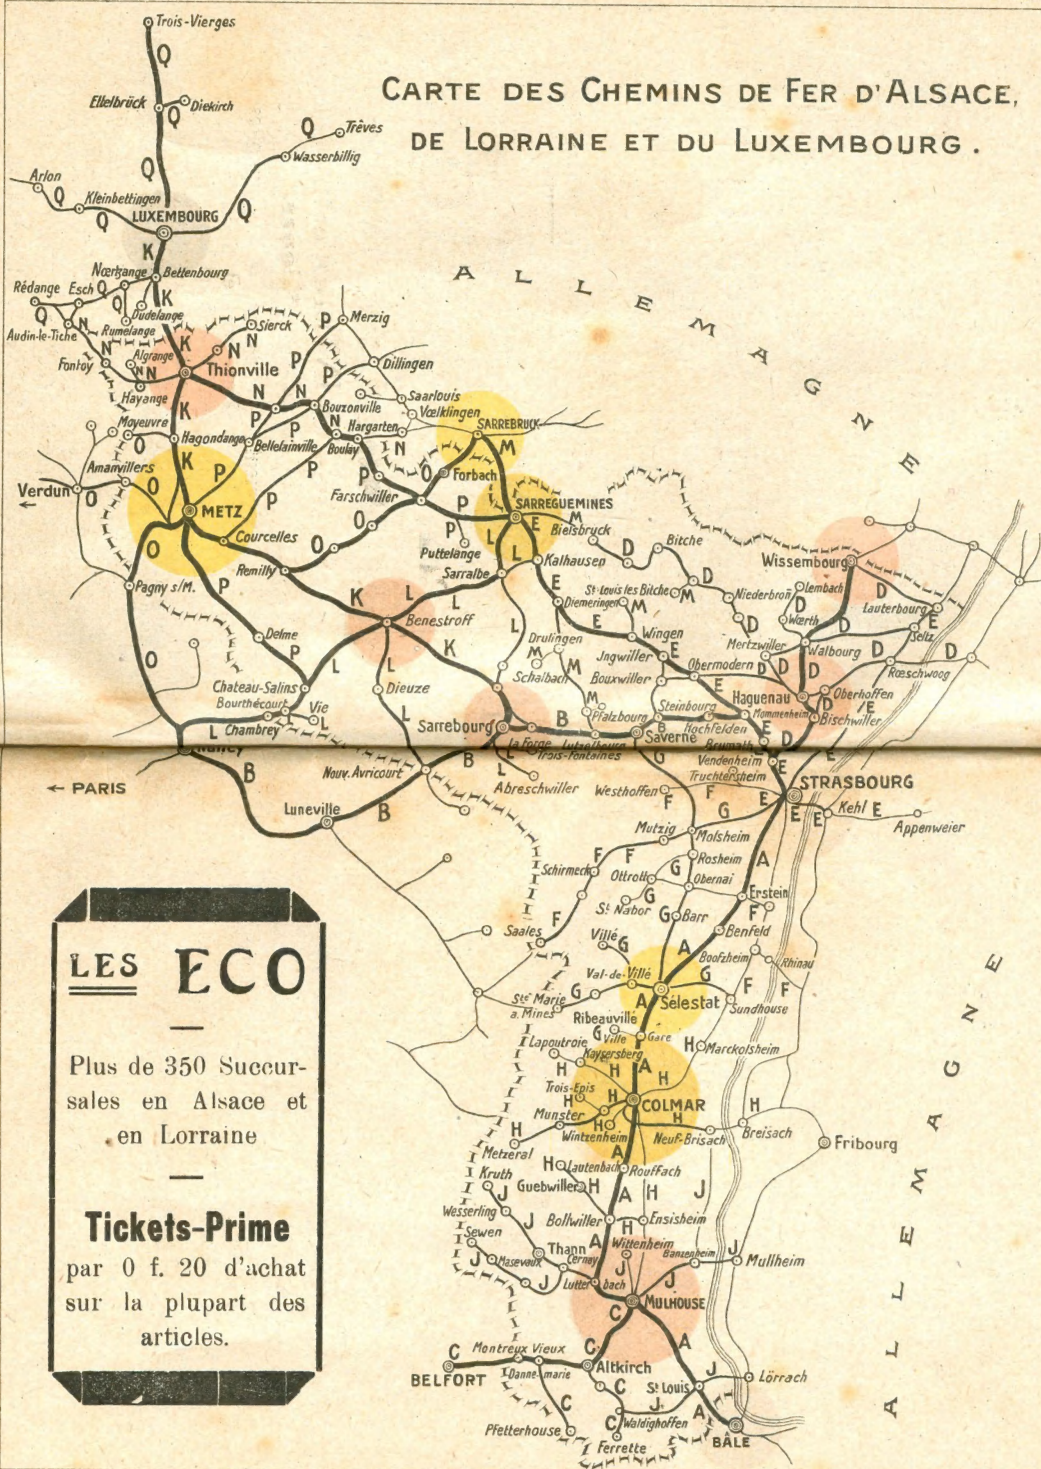 CARTE DES CHEMINS DE FER D'ALSACE,
DE LORRAINE ET DU LUXEMBOURG.
Trois-Vierges
Q
Ettelbrück
Diekirch
Q
Q
Q
Trèves
Wasserbillig
Arlon
Q
Kleinbettingen
Q
LUXEMBOURG
Q
K
Nœrtzange
Bettenbourg
Rédange
Esch
Q
Q
K
Q
Q
Dudelange
Audin-le-Tiche
N
Rumelange
Sierck
P
Merzig
K
N
N
Fontoy
N
Algrange
N N
Thionville
P
P
Dillingen
Hayange
K
N
N
Saarlouis
Bouzonville
Vœlklingen
Moyeuvre
P
P
Hargarten
SARREBRUCK
Hagondange
Bettelainville
Boulay
N
M
K
P
P
O
Forbach
Amanvillers
O
Verdun
←
O
P
Farschwiller
P
SARREGUEMINES
METZ
O
P
E
M
Bielsbruck
Courcelles
Puttelange
L
L
Bitche
D
O
O
Remilly
Sarralbe
Kalhausen
Wissembourg
Pagny s/M.
P
K
L
L
E
St Louis les Bitche
M
D
Niederbronn
Lembach
D
D
Lauterbourg
Diemeringen
M
D
Wœrth
D
E
Seltz
Benestroff
Delme
L
Drulingen
Wingen
E
Mertzwiller
Walbourg
D
P
L
L
K
M
Schalbach
Ingwiller
E
Obermodern
D
D
D
Rœschwoog
O
Chateau-Salins
Dieuze
M
Bouxwiller
E
Haguenau
Oberhoffen
Bourthécourt
Vie
L
L
Chambrey
L
Sarrebourg
B
Pfalzbourg
Steinbourg
Mommenheim
D
E
Bischwiller
Saverne
B
Hochfelden
E
Nancy
La Forge
Lutzelbourg
Trois-Fontaines
Brumath
D
E
B
Nouv. Avricourt
B
L
L
Abreschwiller
G
Vendenheim
E
Truchtersheim
← PARIS
Westhoffen
F
F
G
E
STRASBOURG
Luneville
B
E
E
Kehl
E
Appenweier
Mutzig
Molsheim
F
F
Schirmeck
G
Rosheim
A
Ottrott
G
Obernai
Erstein
F
St Nabor
G
G
Barr
F
Saales
Villé
G
A
Benfeld
Boofzheim
Rhinau
Val-de-Villé
G
F
F
Ste Marie
a. Mines
G
A
Sélestat
Sundhouse
Ribeauville
G
Ville
Gare
Lapoutroie
Kaysersberg
H
Marckolsheim
H
H
A
H
Trois-Epis
H
H
COLMAR
Munster
H
H
H
Wintzenheim
Neuf-Brisach
Breisach
Metzeral
H
A
Fribourg
Kruth
H
Lautenbach
Rouffach
J
Guebwiller
H
A
H
J
Wesserling
J
Bollwiller
H
Ensisheim
Sewen
A
Wittenheim
Thann
Cernay
J
Banzenheim
J
Mullheim
J
Masevaux
J
J
Lutterbach
J
MULHOUSE
C
A
C
Montreux Vieux
C
BELFORT
Dannemarie
Altkirch
J
Lörrach
C
St Louis
J
C
C
Waldighoffen
A
Pfetterhouse
Ferrette
BÂLE
ALLEMAGNE
ALLEMAGNE
LES ECO
Plus de 350 Succur-
sales en Alsace et
en Lorraine
Tickets-Prime
par 0 f. 20 d'achat
sur la plupart des
articles.